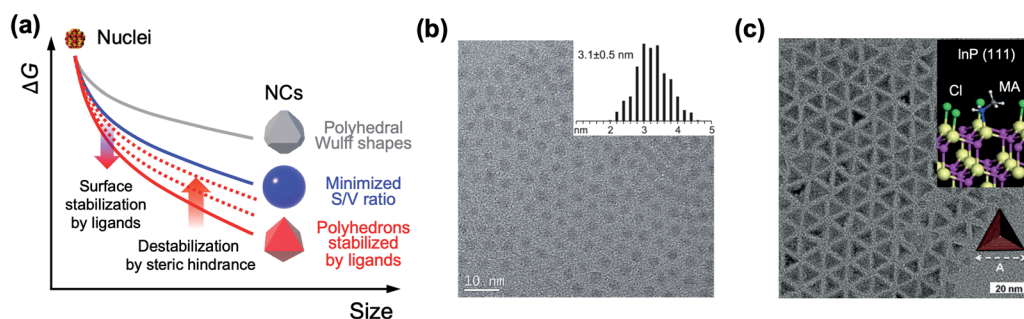 (a)
Nuclei
ΔG
NCs
Polyhedral
Wulff shapes
Minimized
S/V ratio
Surface
stabilization
by ligands
Polyhedrons
stabilized
by ligands
Destabilization
by steric hindrance
Size
(b)
3.1±0.5 nm
nm 2 3 4 5
10 nm
(c)
InP (111)
Cl MA
A
20 nm